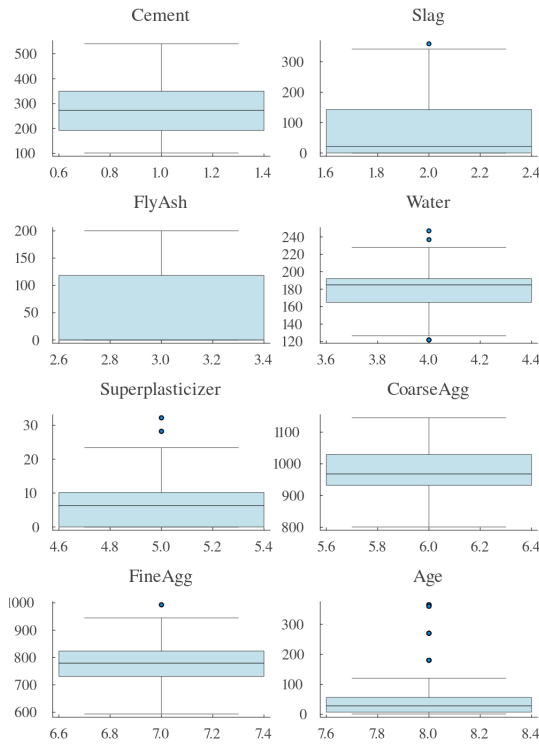 Cement
500
400
300
200
100
0.6 0.8 1.0 1.2 1.4
Slag
300
200
100
0
1.6 1.8 2.0 2.2 2.4
FlyAsh
200
150
100
50
0
2.6 2.8 3.0 3.2 3.4
Water
240
220
200
180
160
140
120
3.6 3.8 4.0 4.2 4.4
Superplasticizer
30
20
10
0
4.6 4.8 5.0 5.2 5.4
CoarseAgg
1100
1000
900
800
5.6 5.8 6.0 6.2 6.4
FineAgg
1000
900
800
700
600
6.6 6.8 7.0 7.2 7.4
Age
300
200
100
0
7.6 7.8 8.0 8.2 8.4